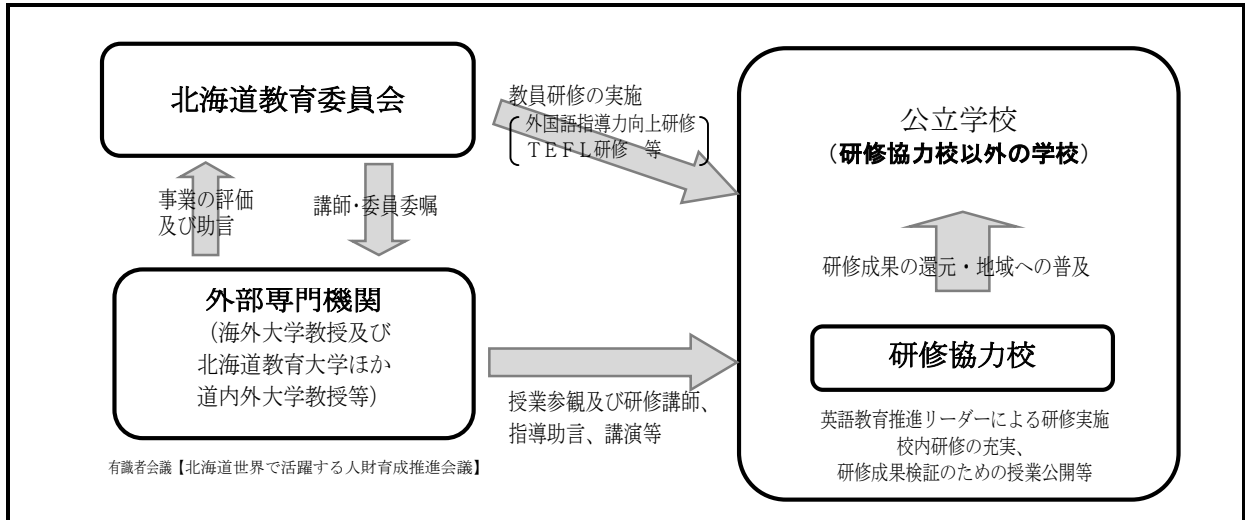 北海道教育委員会
教員研修の実施
外国語指導力向上研修
ＴＥＦＬ研修　等
公立学校
（研修協力校以外の学校）
事業の評価
及び助言
講師･委員委嘱
研修成果の還元・地域への普及
外部専門機関
（海外大学教授及び
北海道教育大学ほか
道内外大学教授等）
研修協力校
授業参観及び研修講師、
指導助言、講演等
英語教育推進リーダーによる研修実施
校内研修の充実、
研修成果検証のための授業公開等
有識者会議【北海道世界で活躍する人財育成推進会議】